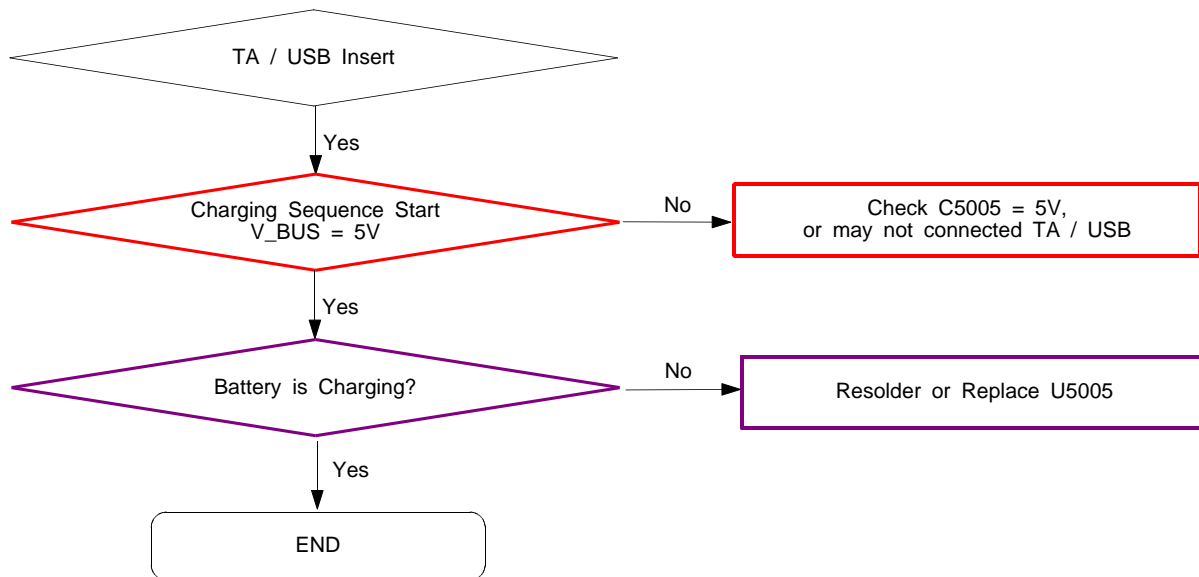 TA / USB Insert
Yes
Charging Sequence Start
V_BUS = 5V
No
Check C5005 = 5V,
or may not connected TA / USB
Yes
Battery is Charging?
No
Resolder or Replace U5005
Yes
END